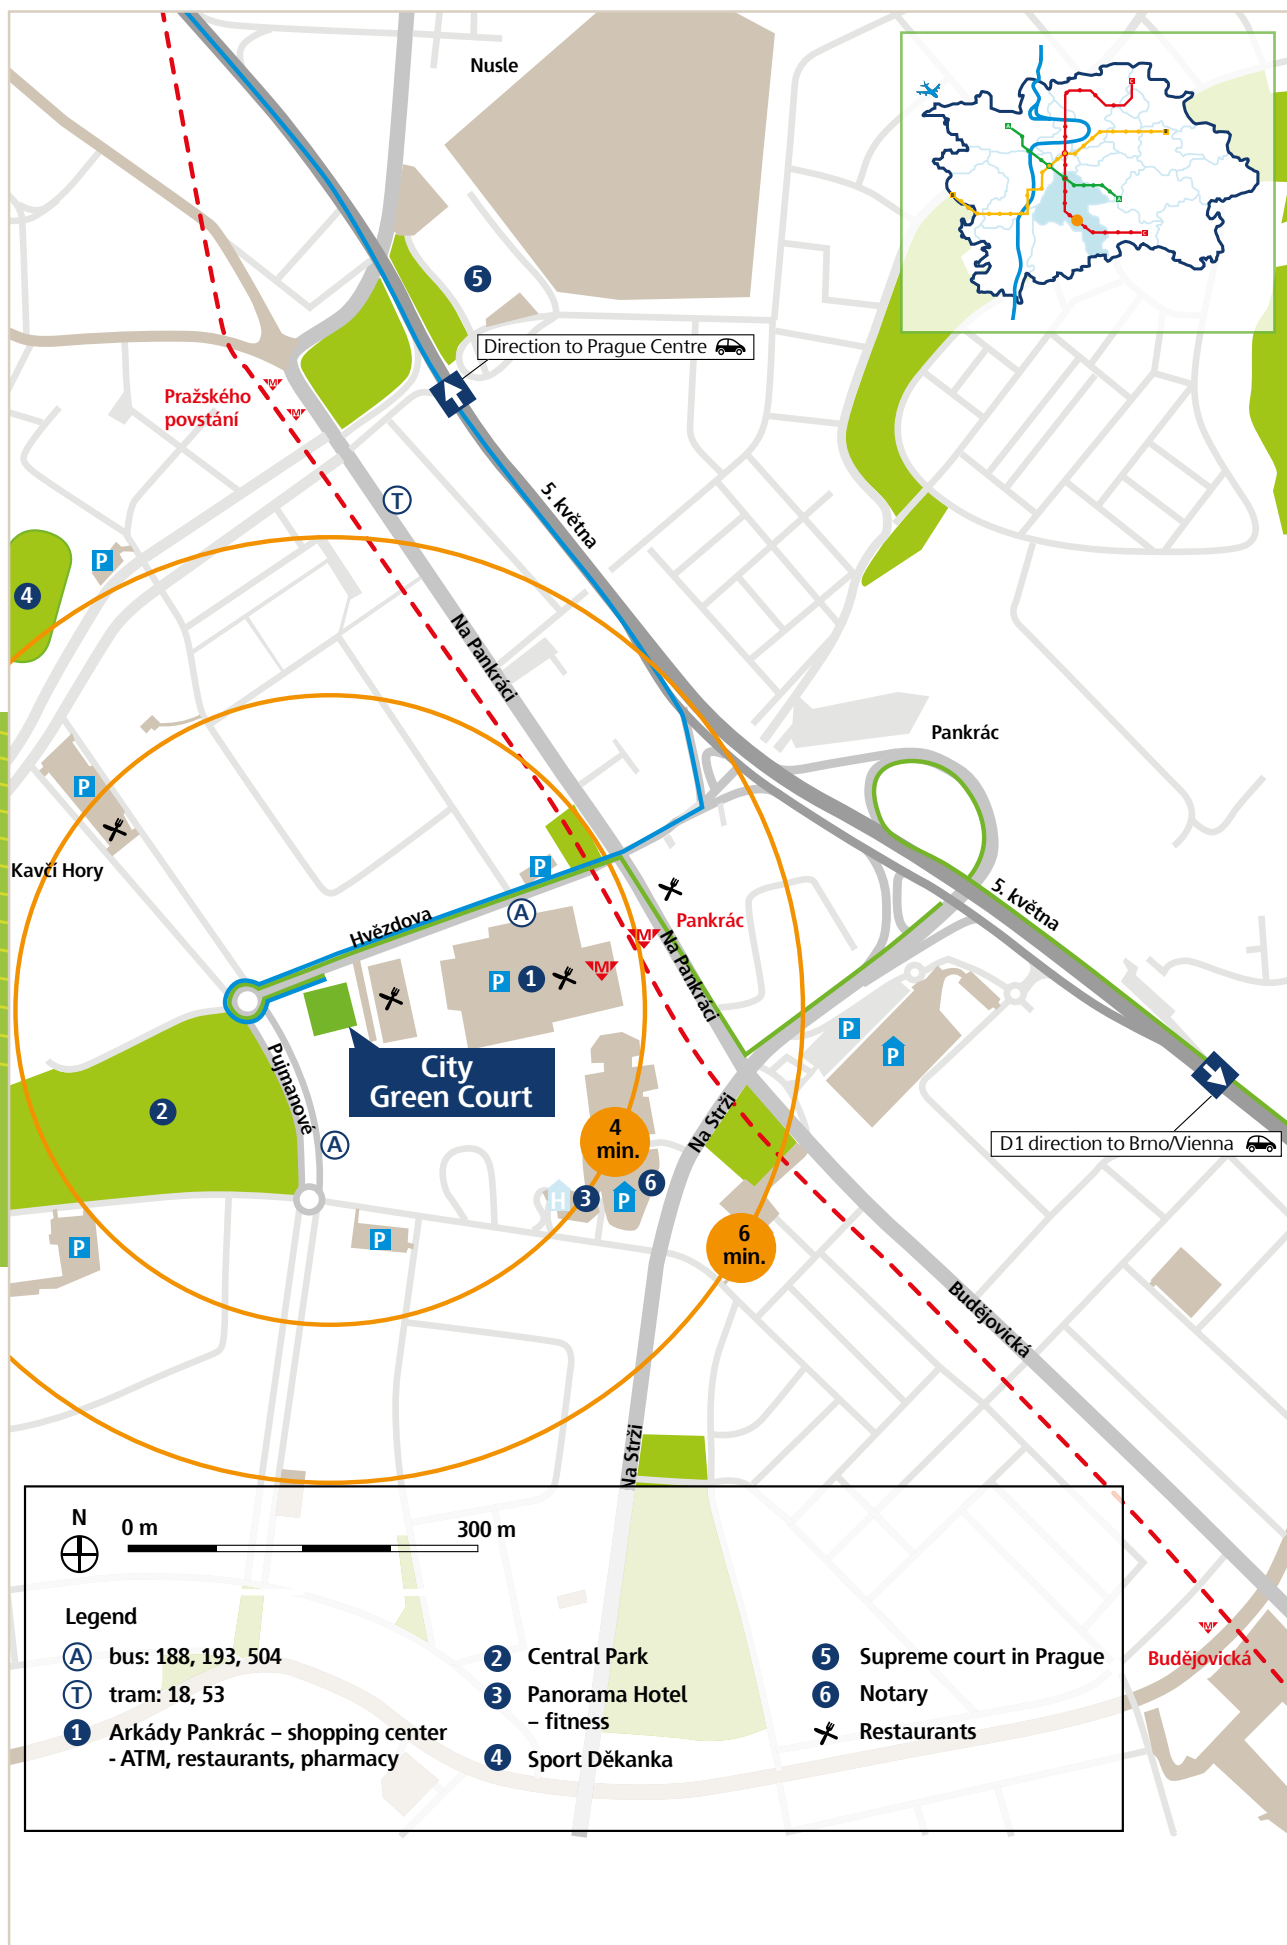 Nusle
C
A
B
B
A
C
5
Direction to Prague Centre
Pražského
povstání
M
M
T
5. května
P
4
Na Pankráci
Pankrác
P
Kavčí Hory
P
5. května
Hvězdova
A
Pankrác
M
Na Pankráci
P
1
M
P
P
City
Green Court
Pujmanové
2
A
4
min.
Na Strži
D1 direction to Brno/Vienna
H
3
P
6
P
P
6
min.
Budějovická
Na Strži
N
0 m
300 m
Legend
A bus: 188, 193, 504
T tram: 18, 53
1 Arkády Pankrác – shopping center
- ATM, restaurants, pharmacy
2 Central Park
3 Panorama Hotel
– fitness
4 Sport Děkanka
5 Supreme court in Prague
6 Notary
Restaurants
M
Budějovická